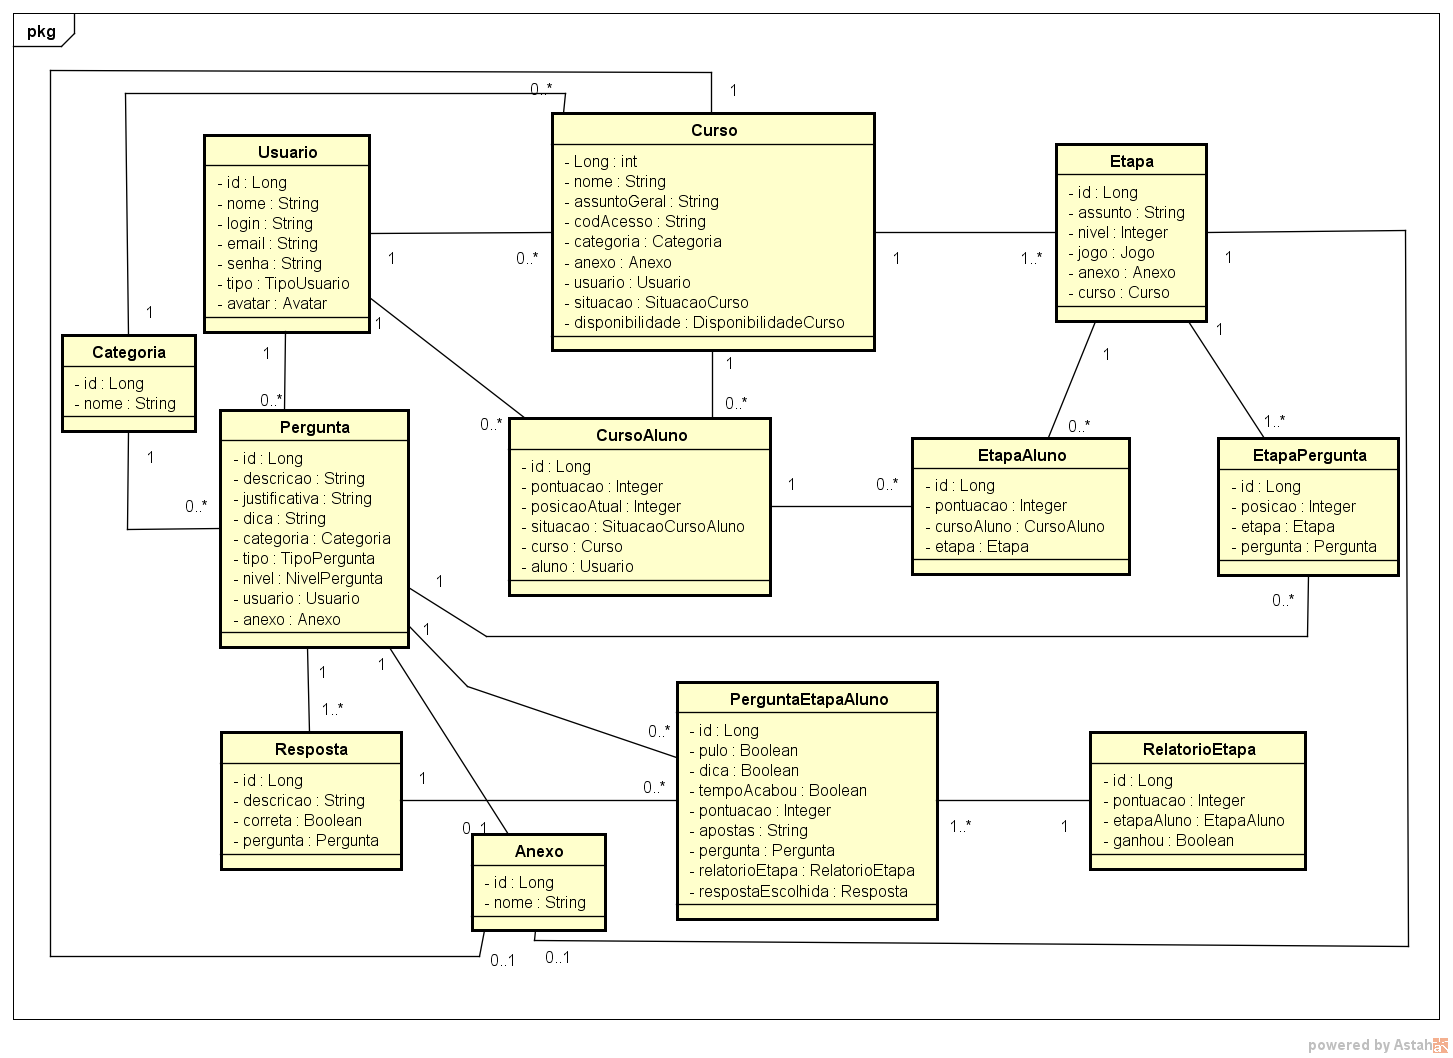 pkg
0..*
1
Curso
- Long : int
- nome : String
- assuntoGeral : String
- codAcesso : String
- categoria : Categoria
- anexo : Anexo
- usuario : Usuario
- situacao : SituacaoCurso
- disponibilidade : DisponibilidadeCurso
Usuario
- id : Long
- nome : String
- login : String
- email : String
- senha : String
- tipo : TipoUsuario
- avatar : Avatar
Etapa
- id : Long
- assunto : String
- nivel : Integer
- jogo : Jogo
- anexo : Anexo
- curso : Curso
1
0..*
1
1..*
1
1
1
1
0..*
1
0..*
1
0..*
1
0..*
1
1..*
Categoria
- id : Long
- nome : String
1
0..*
Pergunta
- id : Long
- descricao : String
- justificativa : String
- dica : String
- categoria : Categoria
- tipo : TipoPergunta
- nivel : NivelPergunta
- usuario : Usuario
- anexo : Anexo
CursoAluno
- id : Long
- pontuacao : Integer
- posicaoAtual : Integer
- situacao : SituacaoCursoAluno
- curso : Curso
- aluno : Usuario
1
0..*
EtapaAluno
- id : Long
- pontuacao : Integer
- cursoAluno : CursoAluno
- etapa : Etapa
EtapaPergunta
- id : Long
- posicao : Integer
- etapa : Etapa
- pergunta : Pergunta
1
0..*
1
0..*
1
1..*
1
0..1
Resposta
- id : Long
- descricao : String
- correta : Boolean
- pergunta : Pergunta
1
0..*
PerguntaEtapaAluno
- id : Long
- pulo : Boolean
- dica : Boolean
- tempoAcabou : Boolean
- pontuacao : Integer
- apostas : String
- pergunta : Pergunta
- relatorioEtapa : RelatorioEtapa
- respostaEscolhida : Resposta
1..*
1
RelatorioEtapa
- id : Long
- pontuacao : Integer
- etapaAluno : EtapaAluno
- ganhou : Boolean
Anexo
- id : Long
- nome : String
0..1
0..1
powered by Astah